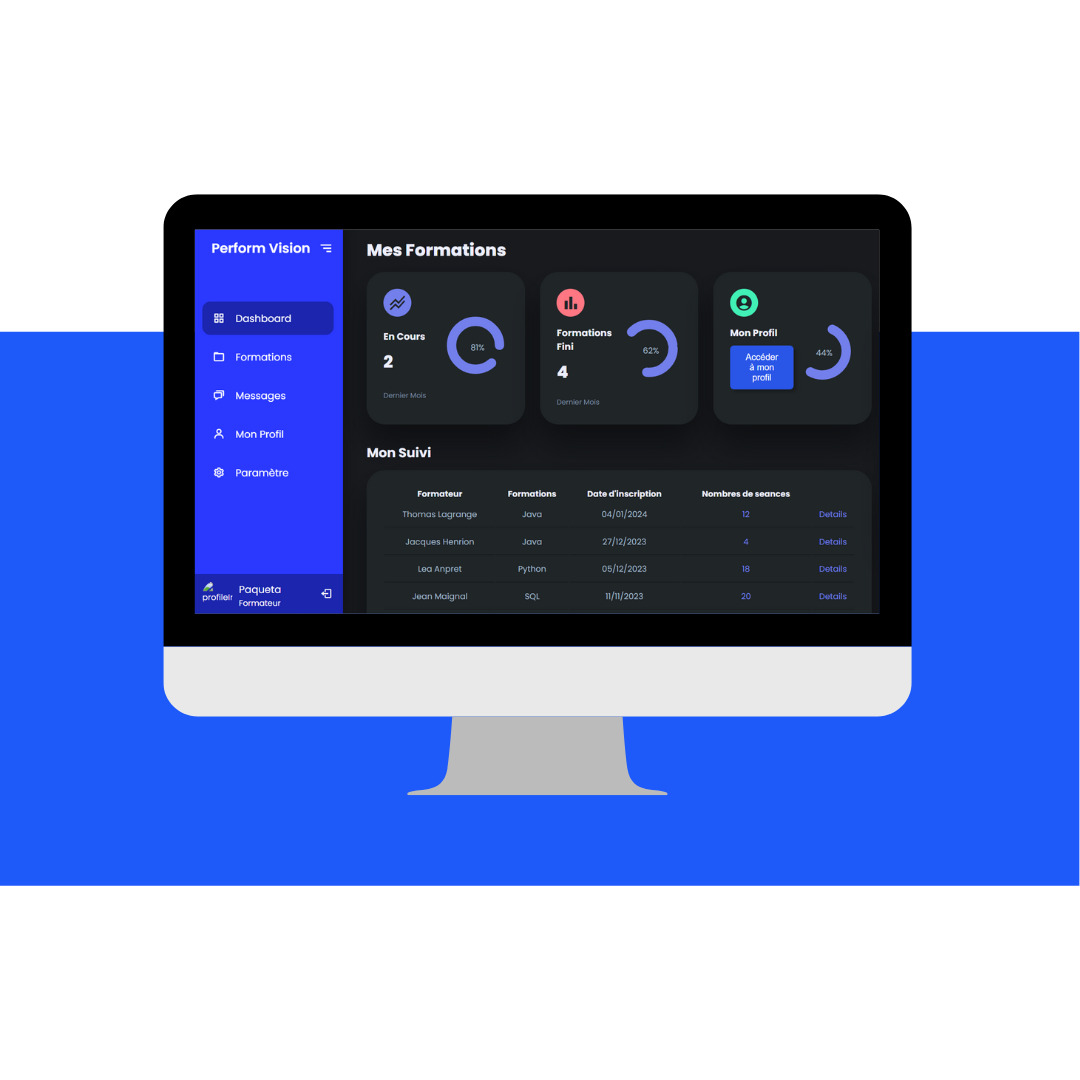 Perform Vision
Dashboard
Formations
Messages
Mon Profil
Paramètre
profileIr
Paqueta
Formateur
Mes Formations
En Cours
2
81%
Dernier Mois
Formations
Fini
4
62%
Dernier Mois
Mon Profil
Accéder
à mon
profil
44%
Mon Suivi
Formateur Formations Date d'inscription Nombres de seances
Thomas Lagrange Java 04/01/2024 12 Details
Jacques Henrion Java 27/12/2023 4 Details
Lea Anpret Python 05/12/2023 18 Details
Jean Maignal SQL 11/11/2023 20 Details